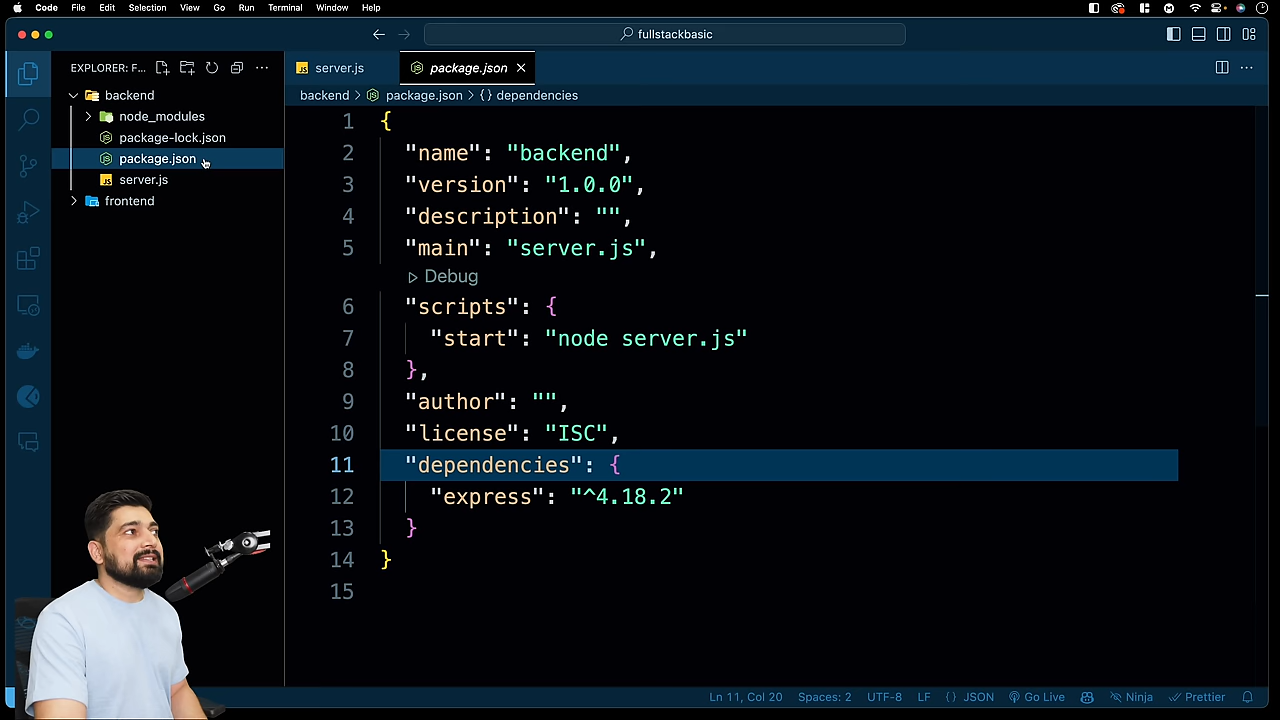 Code File Edit Selection View Go Run Terminal Window Help
fullstackbasic
EXPLORER: F...
server.js
package.json
backend
backend > package.json > {} dependencies
node_modules
package-lock.json
package.json
server.js
frontend
1 {
2 "name": "backend",
3 "version": "1.0.0",
4 "description": "",
5 "main": "server.js",
Debug
6 "scripts": {
7 "start": "node server.js"
8 },
9 "author": "",
10 "license": "ISC",
11 "dependencies": {
12 "express": "^4.18.2"
13 }
14 }
15
Ln 11, Col 20 Spaces: 2 UTF-8 LF {} JSON Go Live Ninja Prettier